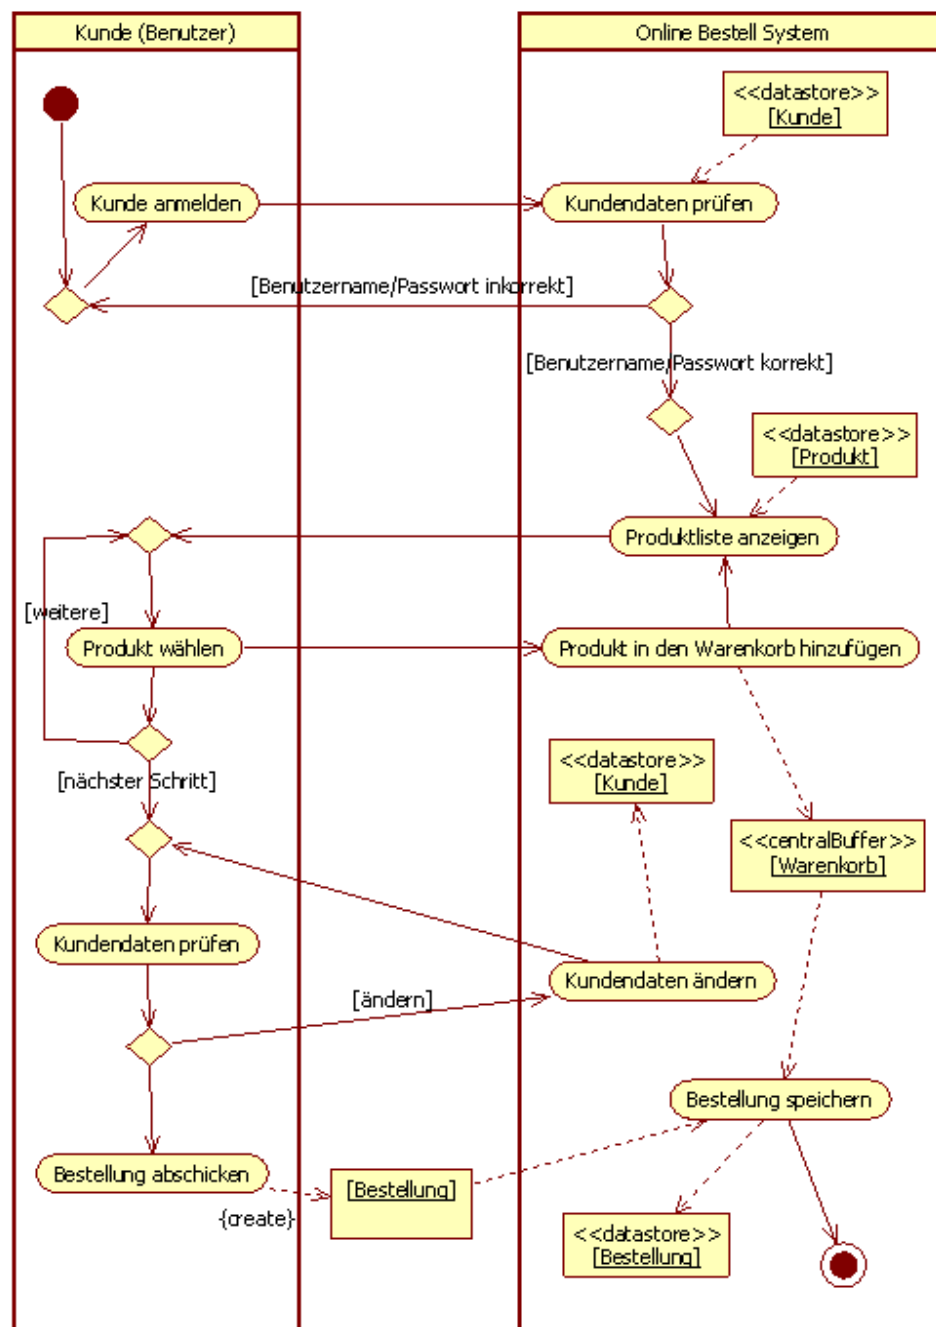 Kunde (Benutzer)
Online Bestell System
<<datastore>>
[Kunde]
Kunde anmelden
Kundendaten prüfen
[Benutzername/Passwort inkorrekt]
[Benutzername/Passwort korrekt]
<<datastore>>
[Produkt]
Produktliste anzeigen
[weitere]
Produkt wählen
Produkt in den Warenkorb hinzufügen
<<datastore>>
[Kunde]
[nächster Schritt]
<<centralBuffer>>
[Warenkorb]
Kundendaten prüfen
Kundendaten ändern
[ändern]
Bestellung speichern
Bestellung abschicken
[Bestellung]
{create}
<<datastore>>
[Bestellung]